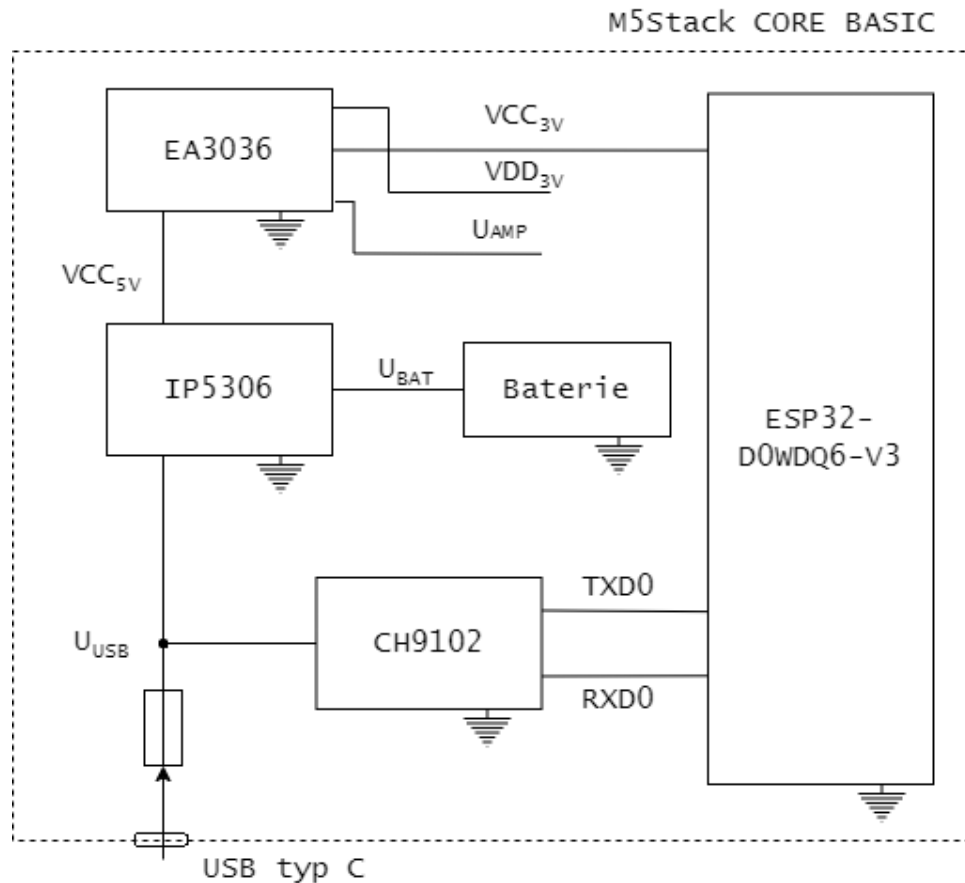 M5Stack CORE BASIC
EA3036
VCC3V
VDD3V
UAMP
VCC5V
IP5306
UBAT
Baterie
ESP32-
D0WDQ6-V3
TXD0
CH9102
UUSB
RXD0
USB typ C